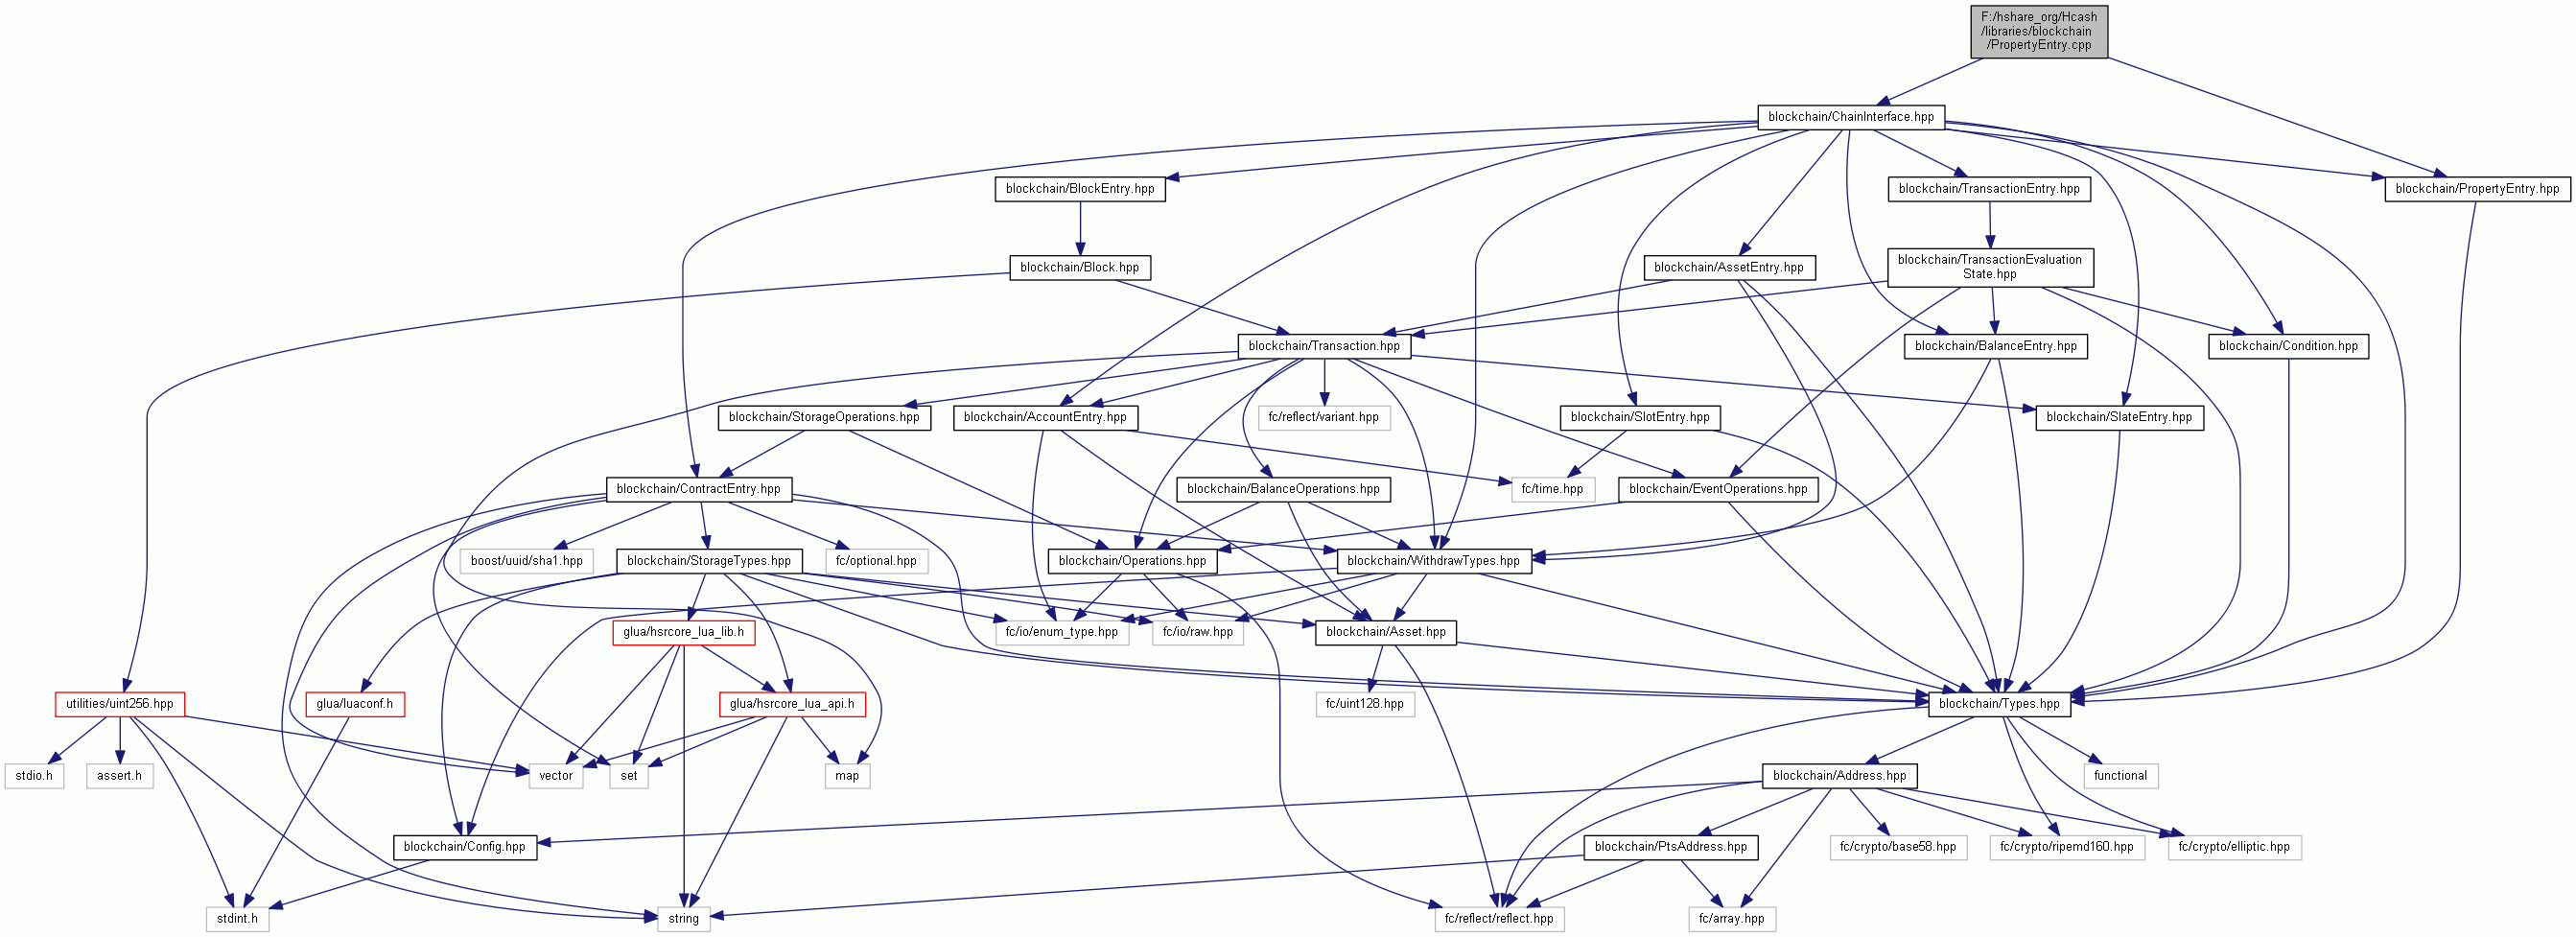 F:/hshare_org/Hcash
/libraries/blockchain
/PropertyEntry.cpp
blockchain/ChainInterface.hpp
blockchain/BlockEntry.hpp
blockchain/TransactionEntry.hpp
blockchain/PropertyEntry.hpp
blockchain/Block.hpp
blockchain/AssetEntry.hpp
blockchain/TransactionEvaluation
State.hpp
blockchain/Transaction.hpp
blockchain/BalanceEntry.hpp
blockchain/Condition.hpp
blockchain/StorageOperations.hpp
blockchain/AccountEntry.hpp
fc/reflect/variant.hpp
blockchain/SlotEntry.hpp
blockchain/SlateEntry.hpp
blockchain/ContractEntry.hpp
blockchain/BalanceOperations.hpp
fc/time.hpp
blockchain/EventOperations.hpp
boost/uuid/sha1.hpp
blockchain/StorageTypes.hpp
fc/optional.hpp
blockchain/Operations.hpp
blockchain/WithdrawTypes.hpp
glua/hsrcore_lua_lib.h
fc/io/enum_type.hpp
fc/io/raw.hpp
blockchain/Asset.hpp
utilities/uint256.hpp
glua/luaconf.h
glua/hsrcore_lua_api.h
fc/uint128.hpp
blockchain/Types.hpp
stdio.h
assert.h
vector
set
map
blockchain/Address.hpp
functional
blockchain/Config.hpp
blockchain/PtsAddress.hpp
fc/crypto/base58.hpp
fc/crypto/ripemd160.hpp
fc/crypto/elliptic.hpp
stdint.h
string
fc/reflect/reflect.hpp
fc/array.hpp